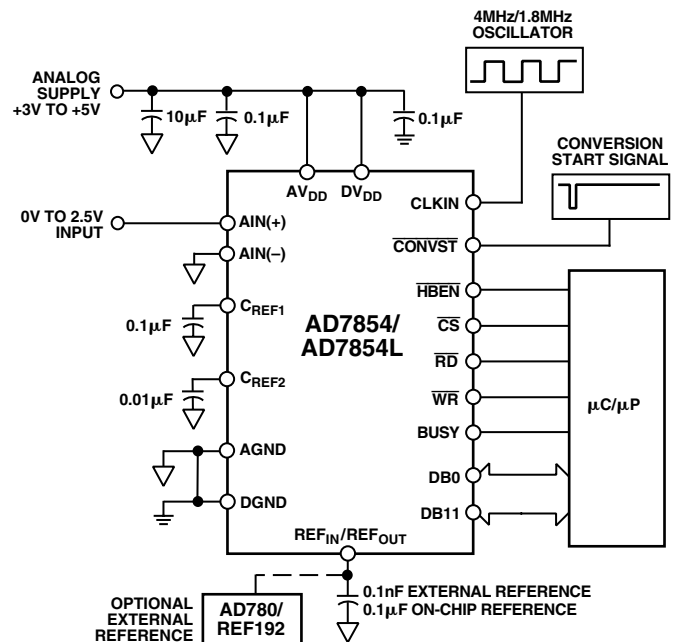 4MHz/1.8MHz
OSCILLATOR
ANALOG
SUPPLY
+3V TO +5V
10µF
0.1µF
0.1µF
CONVERSION
START SIGNAL
AVDD
DVDD
CLKIN
0V TO 2.5V
INPUT
AIN(+)
CONVST
AIN(–)
HBEN
CREF1
0.1µF
AD7854/
AD7854L
CS
RD
CREF2
0.01µF
WR
µC/µP
BUSY
AGND
DB0
DGND
DB11
REFIN/REFOUT
OPTIONAL
EXTERNAL
REFERENCE
AD780/
REF192
0.1nF EXTERNAL REFERENCE
0.1µF ON-CHIP REFERENCE